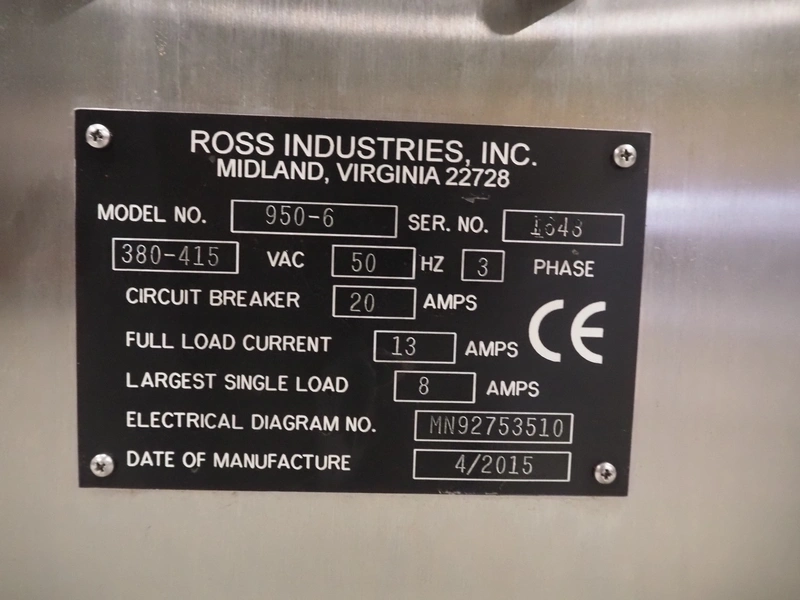 ROSS INDUSTRIES, INC.
MIDLAND, VIRGINIA 22728
MODEL NO. 950-6 SER. NO.
380-415 VAC 50 HZ 3 PHASE
CIRCUIT BREAKER 20 AMPS
CE
FULL LOAD CURRENT 13 AMPS
LARGEST SINGLE LOAD 8 AMPS
ELECTRICAL DIAGRAM NO. MN92753510
DATE OF MANUFACTURE 4/2015